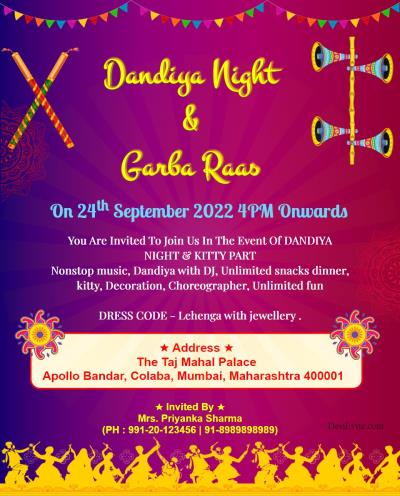 Dandiya Night
&
Garba Raas
On 24th September 2022 4PM Onwards
You Are Invited To Join Us In The Event Of DANDIYA
NIGHT & KITTY PART
Nonstop music, Dandiya with DJ, Unlimited snacks dinner,
kitty, Decoration, Choreographer, Unlimited fun
DRESS CODE – Lehenga with jewellery .
★ Address ★
The Taj Mahal Palace
Apollo Bandar, Colaba, Mumbai, Maharashtra 400001
★ Invited By ★
Mrs. Priyanka Sharma
(PH : 991-20-123456 | 91-8989898989)
DesiEvite.com